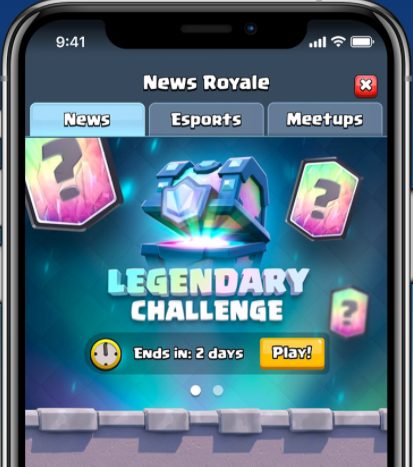 9:41
News Royale
News Esports Meetups
?
?
LEGENDARY
CHALLENGE
?
Ends in: 2 days Play!